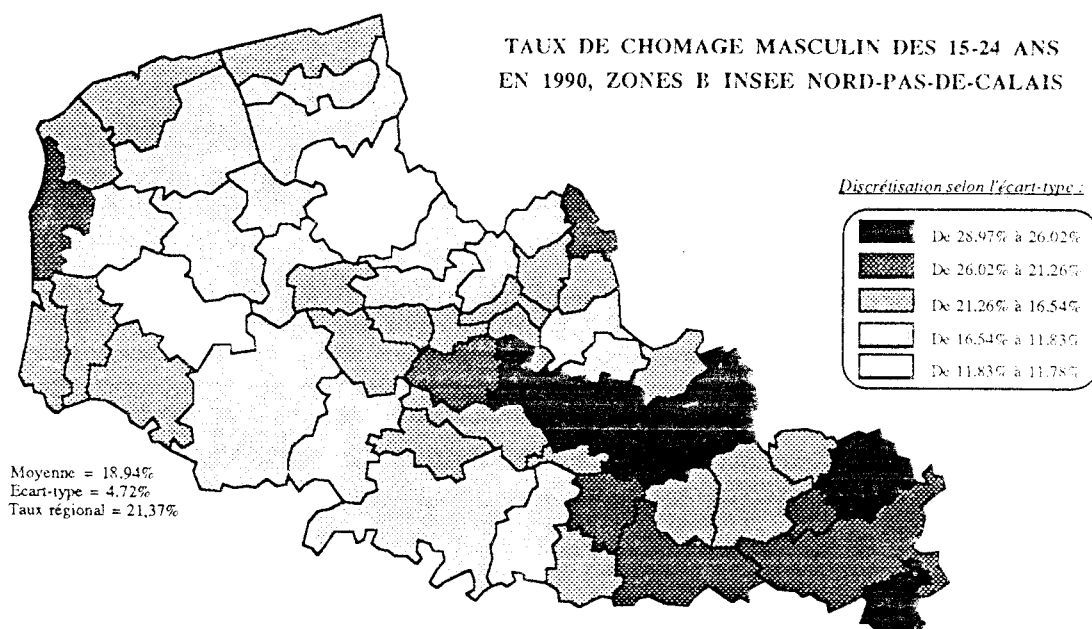 TAUX DE CHOMAGE MASCULIN DES 15-24 ANS
EN 1990, ZONES B INSEE NORD-PAS-DE-CALAIS
Discrétisation selon l'écart-type :
De 28.97% à 26.02%
De 26.02% à 21.26%
De 21.26% à 16.54%
De 16.54% à 11.83%
De 11.83% à 11.78%
Moyenne = 18.94%
Ecart-type = 4.72%
Taux régional = 21,37%